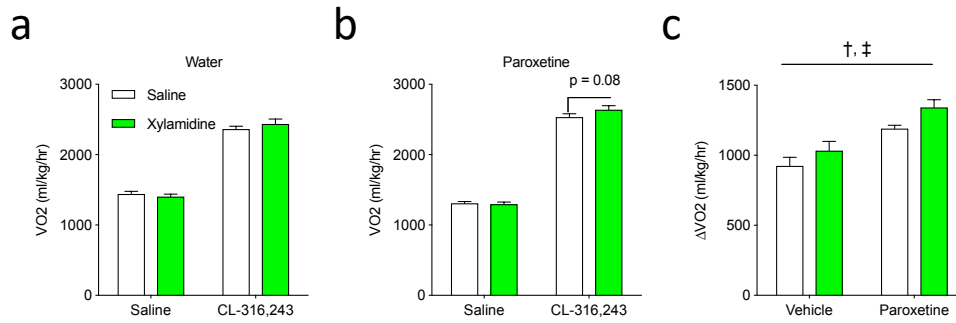 a
Water
VO2 (ml/kg/hr)
3000
2000
1000
0
Saline
Xylamidine
Saline
CL-316,243
b
Paroxetine
VO2 (ml/kg/hr)
3000
2000
1000
0
p = 0.08
Saline
CL-316,243
c
†, ‡
ΔVO2 (ml/kg/hr)
1500
1000
500
0
Vehicle
Paroxetine